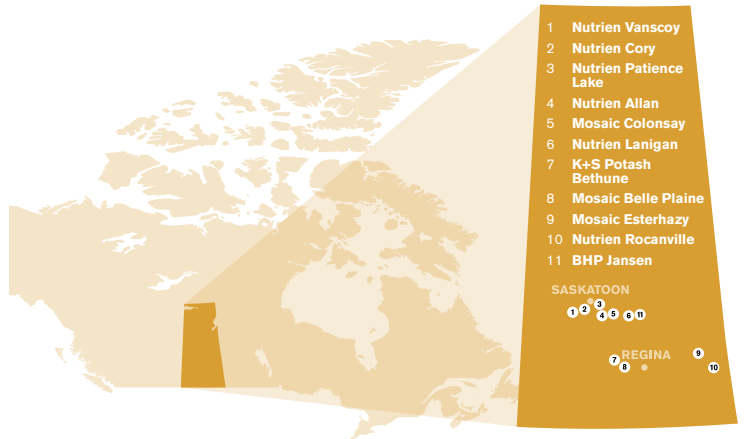 1 Nutrien Vanscoy
2 Nutrien Cory
3 Nutrien Patience
Lake
4 Nutrien Allan
5 Mosaic Colonsay
6 Nutrien Lanigan
7 K+S Potash
Bethune
8 Mosaic Belle Plaine
9 Mosaic Esterhazy
10 Nutrien Rocanville
11 BHP Jansen
SASKATOON
1 2 3 4 5 6 11
REGINA
7 8 9 10